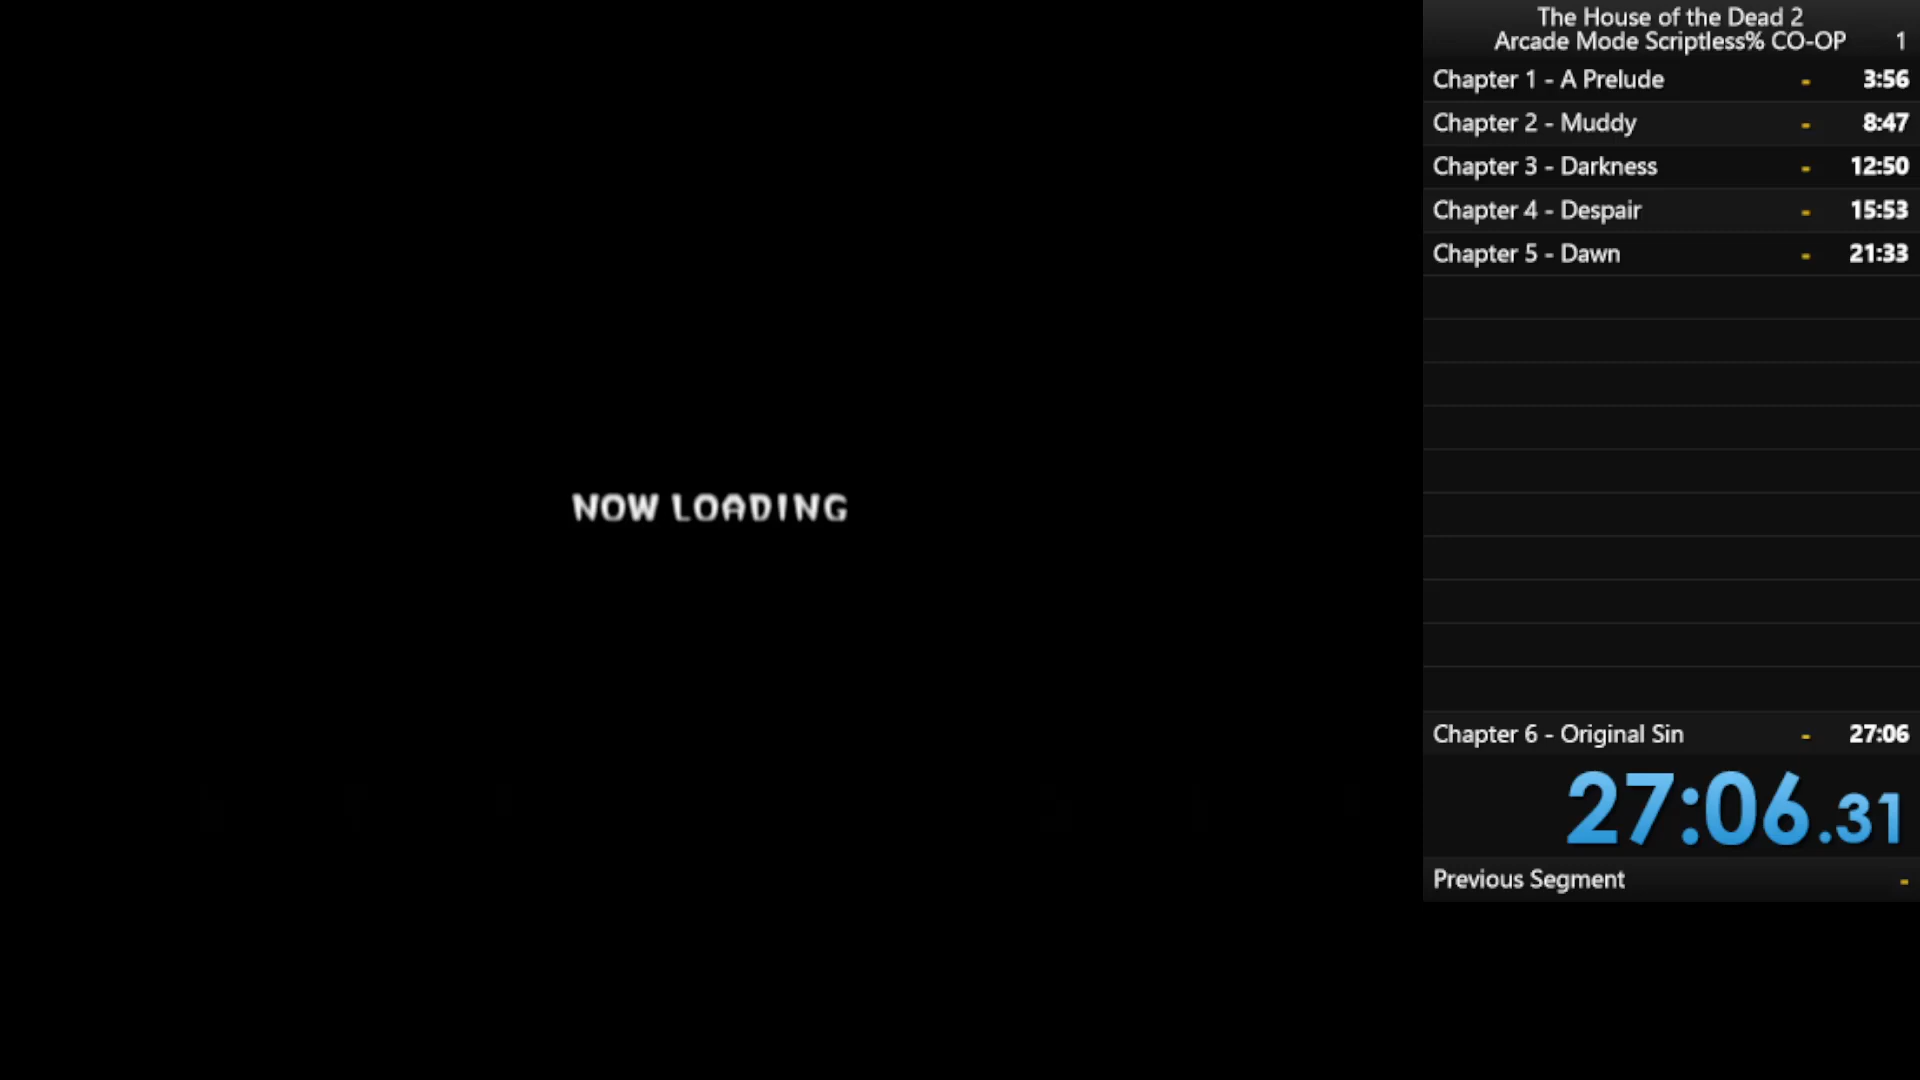 NOW LOADING
The House of the Dead 2
Arcade Mode Scriptless% CO-OP 1
Chapter 1 - A Prelude - 3:56
Chapter 2 - Muddy - 8:47
Chapter 3 - Darkness - 12:50
Chapter 4 - Despair - 15:53
Chapter 5 - Dawn - 21:33
Chapter 6 - Original Sin - 27:06
27:06.31
Previous Segment -